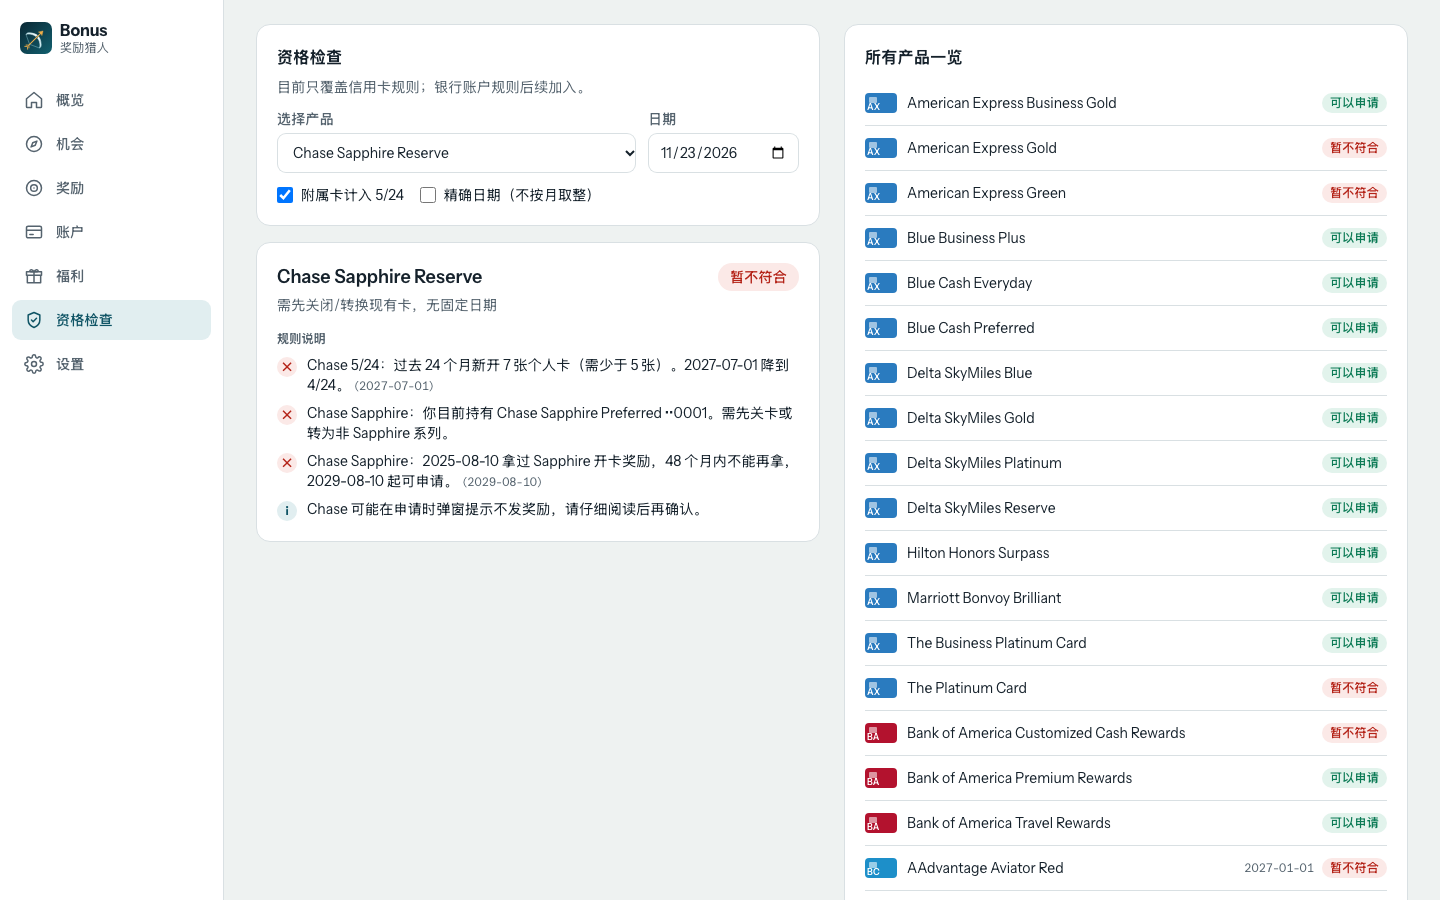 Bonus
奖励猎人
概览
机会
奖励
账户
福利
资格检查
设置
资格检查
目前只覆盖信用卡规则；银行账户规则后续加入。
选择产品
日期
Chase Sapphire Reserve
11/23/2026
附属卡计入 5/24
精确日期（不按月取整）
Chase Sapphire Reserve
暂不符合
需先关闭/转换现有卡，无固定日期
规则说明
Chase 5/24：过去 24 个月新开 7 张个人卡（需少于 5 张）。2027-07-01 降到
4/24。 (2027-07-01)
Chase Sapphire：你目前持有 Chase Sapphire Preferred ··0001。需先关卡或
转为非 Sapphire 系列。
Chase Sapphire：2025-08-10 拿过 Sapphire 开卡奖励，48 个月内不能再拿，
2029-08-10 起可申请。 (2029-08-10)
Chase 可能在申请时弹窗提示不发奖励，请仔细阅读后再确认。
所有产品一览
AX American Express Business Gold 可以申请
AX American Express Gold 暂不符合
AX American Express Green 暂不符合
AX Blue Business Plus 可以申请
AX Blue Cash Everyday 可以申请
AX Blue Cash Preferred 可以申请
AX Delta SkyMiles Blue 可以申请
AX Delta SkyMiles Gold 可以申请
AX Delta SkyMiles Platinum 可以申请
AX Delta SkyMiles Reserve 可以申请
AX Hilton Honors Surpass 可以申请
AX Marriott Bonvoy Brilliant 可以申请
AX The Business Platinum Card 可以申请
AX The Platinum Card 暂不符合
BA Bank of America Customized Cash Rewards 暂不符合
BA Bank of America Premium Rewards 可以申请
BA Bank of America Travel Rewards 可以申请
BC AAdvantage Aviator Red 2027-01-01 暂不符合